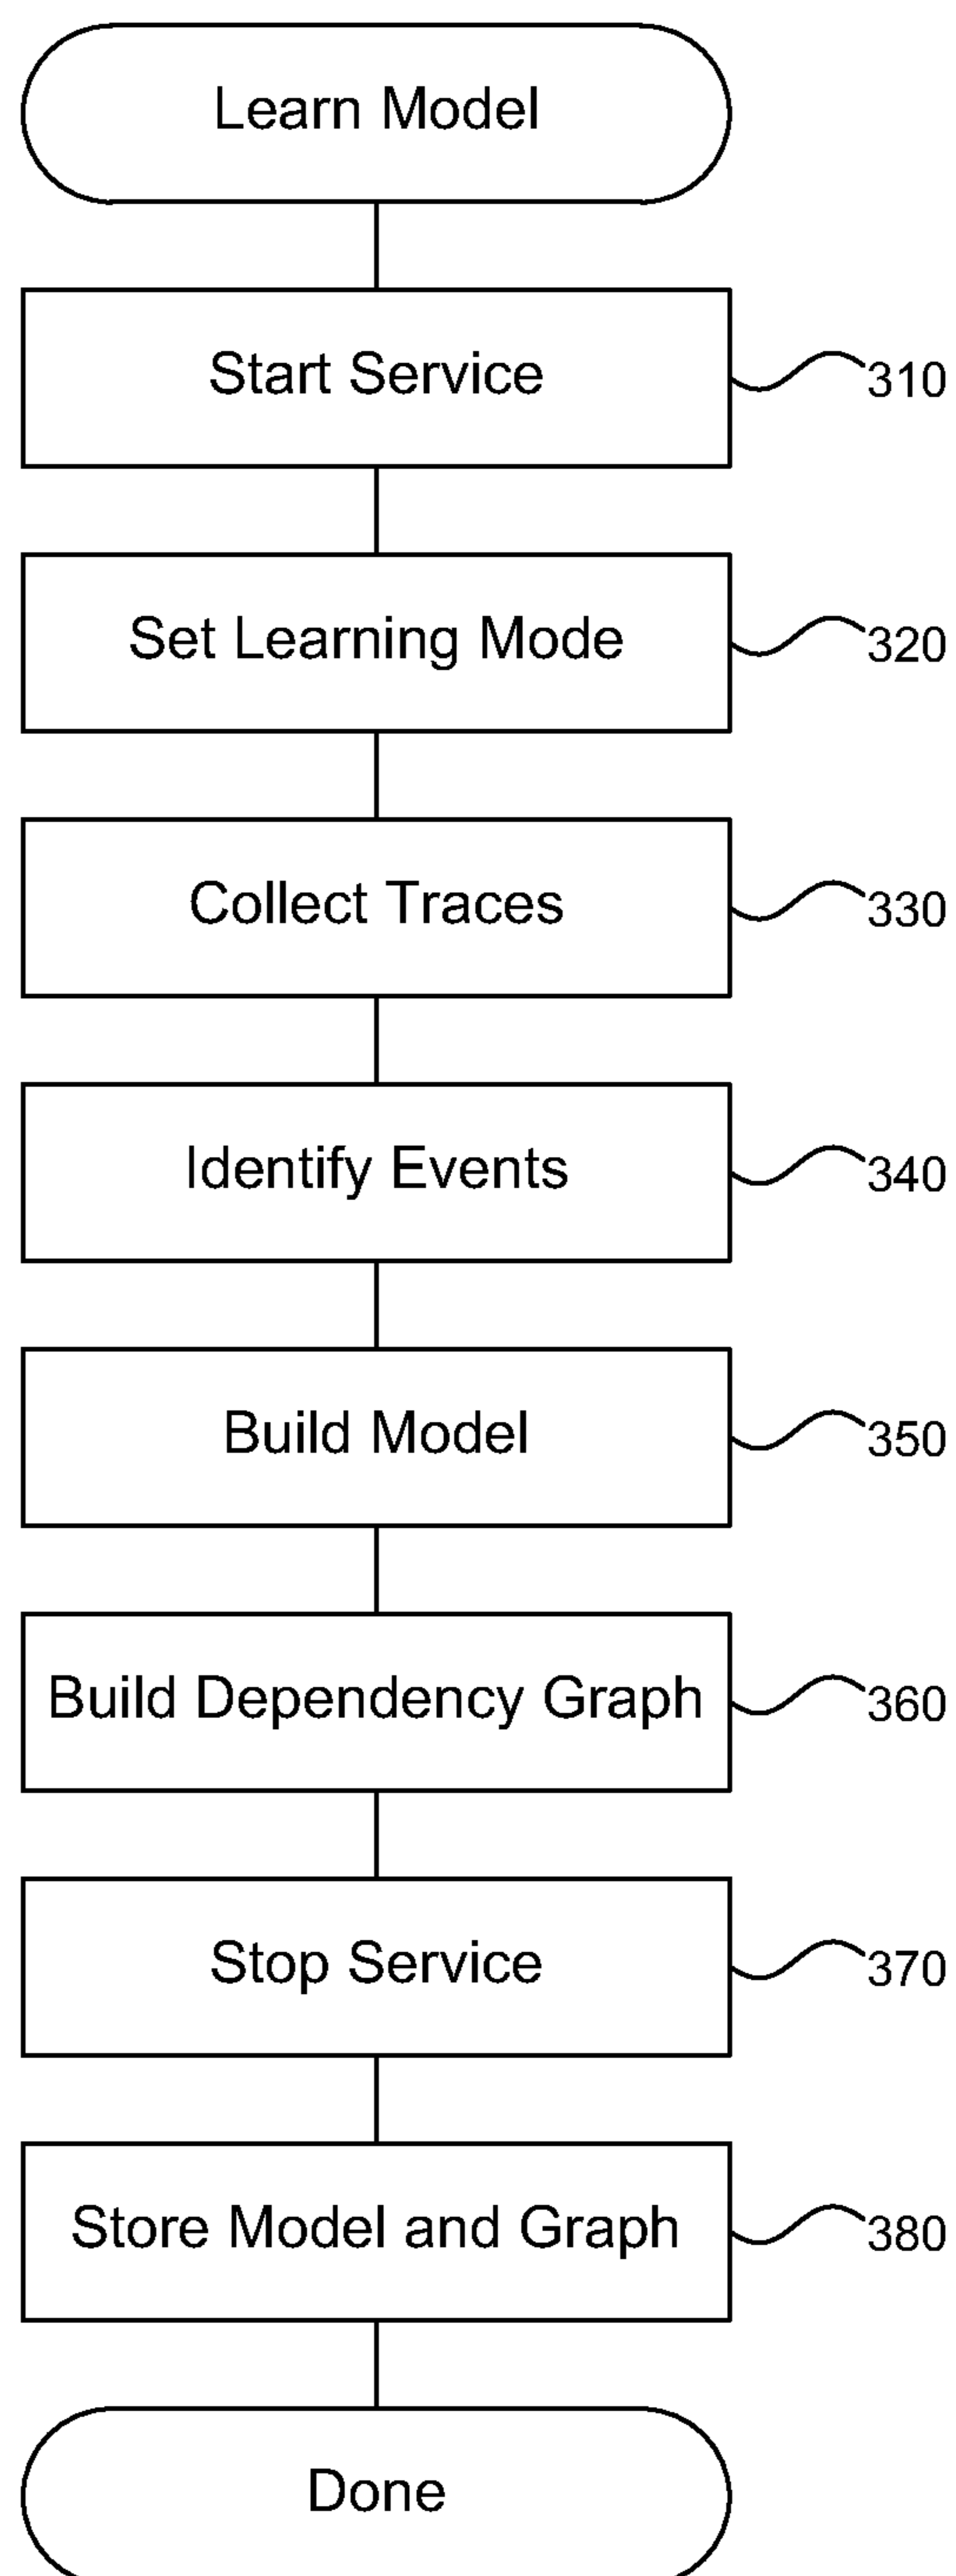 Learn Model
Start Service
310
Set Learning Mode
320
Collect Traces
330
Identify Events
340
Build Model
350
Build Dependency Graph
360
Stop Service
370
Store Model and Graph
380
Done